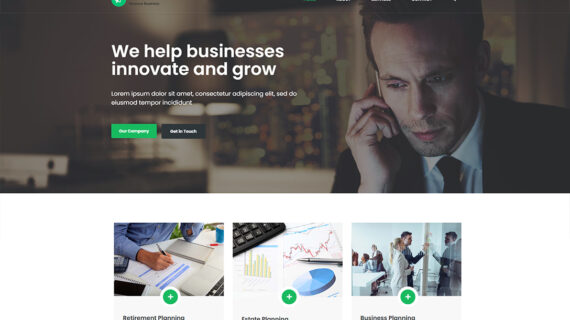 We help businesses
innovate and grow
Lorem ipsum dolor sit amet, consectetur adipiscing elit, sed do
eiusmod tempor incididunt
Our Company
Get in Touch
Retirement Planning
Estate Planning
Business Planning